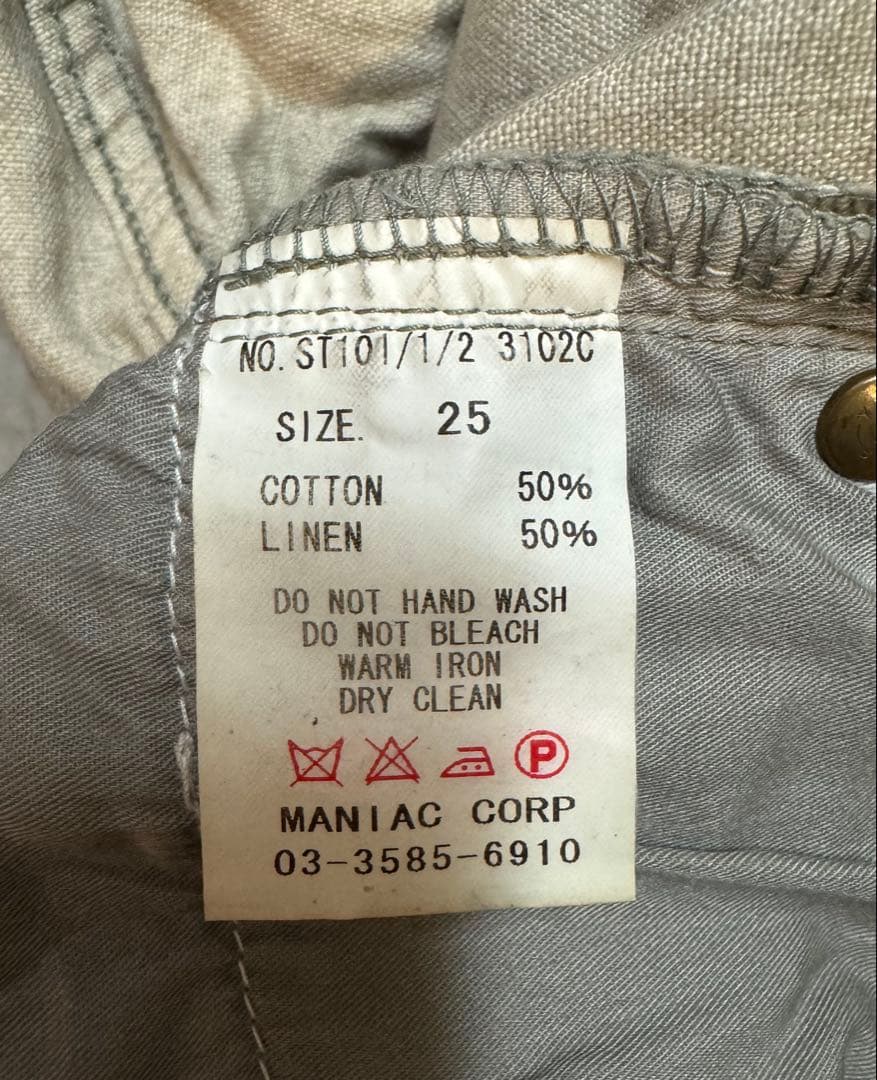 NO. ST101/1/2 3102C
SIZE. 25
COTTON 50%
LINEN 50%
DO NOT HAND WASH
DO NOT BLEACH
WARM IRON
DRY CLEAN
P
MANIAC CORP
03-3585-6910